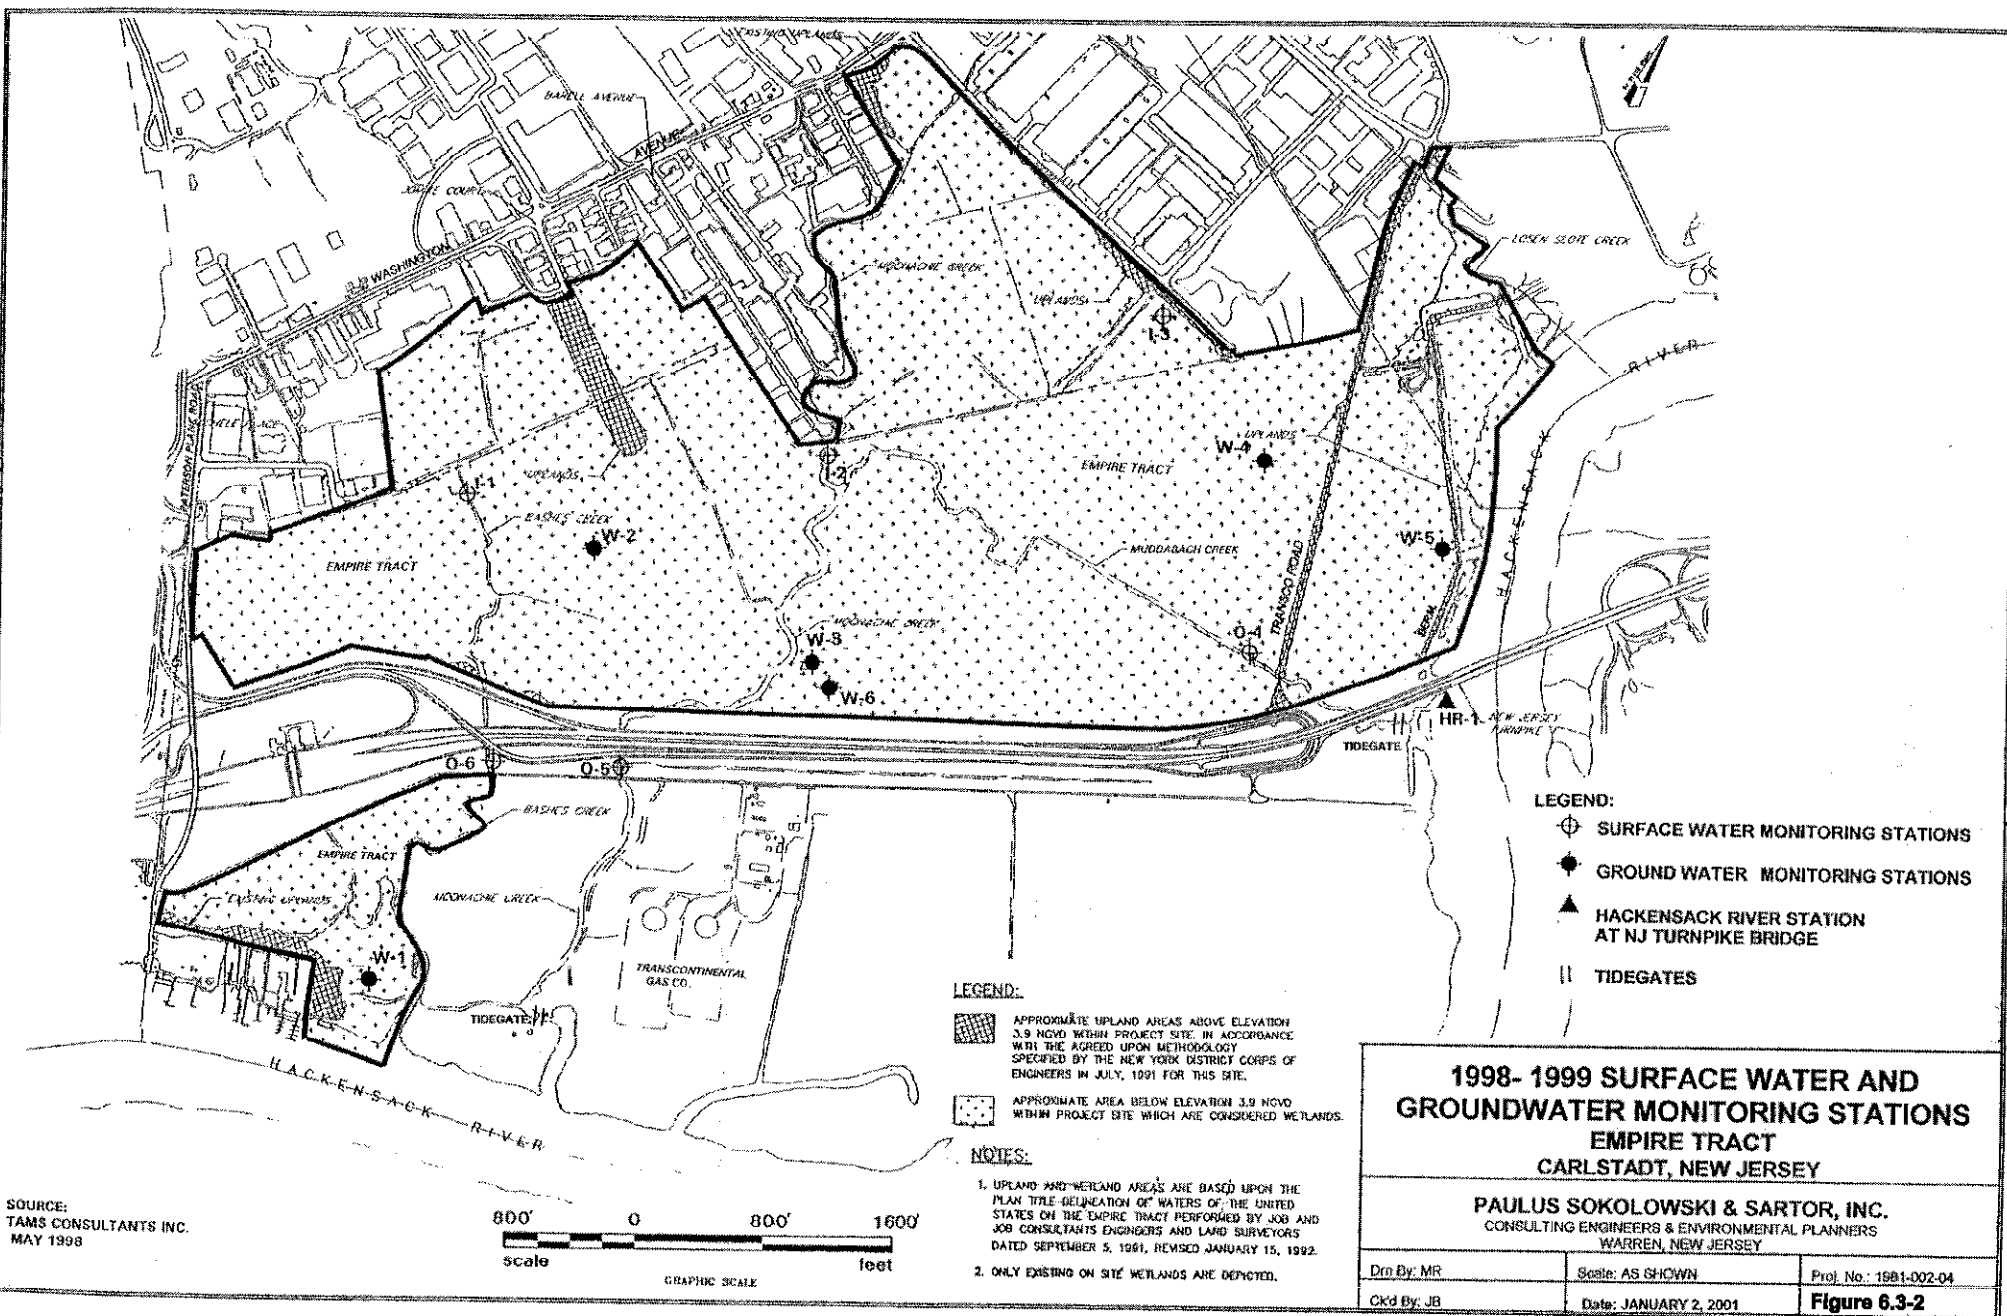 EXISTING UPLANDS
BARELL AVENUE
WASHINGTON
AVENUE
MOONACHIE CREEK
UPLANDS
I-3
LOSEN SLOTE CREEK
RIVER
HACKENSACK
PATERSON PLANK ROAD
I-1
UPLANDS
I-2
BASHES CREEK
W-2
EMPIRE TRACT
EMPIRE TRACT
W-4
UPLANDS
MUDDABACH CREEK
W-5
TRANSCO ROAD
BERM
MOONACHIE CREEK
W-3
W-6
O-4
HR-1
NEW JERSEY
TURNPIKE
TIDEGATE
O-6
O-5
BASHES CREEK
EMPIRE TRACT
EXISTING UPLANDS
MOONACHIE CREEK
W-1
TRANSCONTINENTAL
GAS CO.
TIDEGATE
HACKENSACK RIVER
LEGEND:
SURFACE WATER MONITORING STATIONS
GROUND WATER MONITORING STATIONS
HACKENSACK RIVER STATION
AT NJ TURNPIKE BRIDGE
TIDEGATES
LEGEND:
APPROXIMATE UPLAND AREAS ABOVE ELEVATION
3.9 NGVD WITHIN PROJECT SITE. IN ACCORDANCE
WITH THE AGREED UPON METHODOLOGY
SPECIFIED BY THE NEW YORK DISTRICT CORPS OF
ENGINEERS IN JULY, 1991 FOR THIS SITE.
APPROXIMATE AREA BELOW ELEVATION 3.9 NGVD
WITHIN PROJECT SITE WHICH ARE CONSIDERED WETLANDS.
NOTES:
1. UPLAND AND WETLAND AREAS ARE BASED UPON THE
PLAN TITLE DELINEATION OF WATERS OF THE UNITED
STATES ON THE EMPIRE TRACT PERFORMED BY JOB AND
JOB CONSULTANTS ENGINEERS AND LAND SURVEYORS
DATED SEPTEMBER 5, 1991, REVISED JANUARY 15, 1992.
2. ONLY EXISTING ON SITE WETLANDS ARE DEPICTED.
SOURCE:
TAMS CONSULTANTS INC.
MAY 1998
800' 0 800' 1600'
scale feet
GRAPHIC SCALE
1998- 1999 SURFACE WATER AND
GROUNDWATER MONITORING STATIONS
EMPIRE TRACT
CARLSTADT, NEW JERSEY
PAULUS SOKOLOWSKI & SARTOR, INC.
CONSULTING ENGINEERS & ENVIRONMENTAL PLANNERS
WARREN, NEW JERSEY
Drn By: MR
Scale: AS SHOWN
Proj. No.: 1981-002-04
Ck'd By: JB
Date: JANUARY 2, 2001
Figure 6.3-2